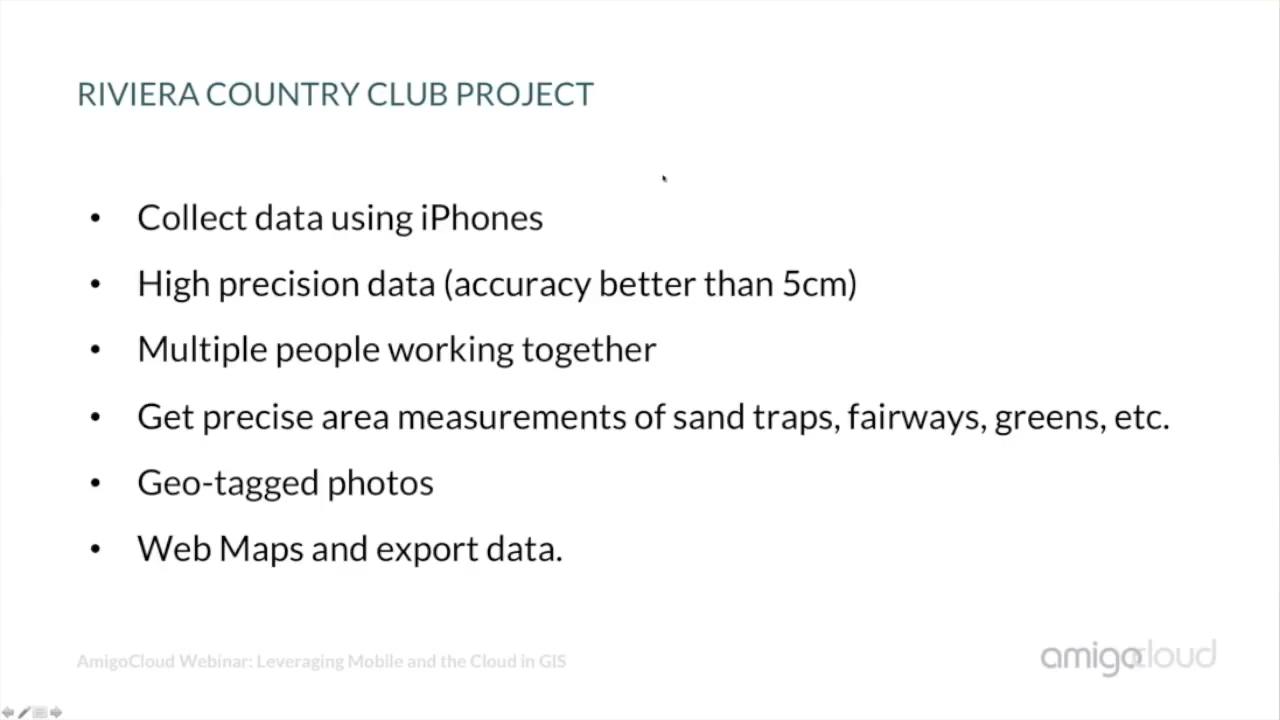 RIVIERA COUNTRY CLUB PROJECT
• Collect data using iPhones
• High precision data (accuracy better than 5cm)
• Multiple people working together
• Get precise area measurements of sand traps, fairways, greens, etc.
• Geo-tagged photos
• Web Maps and export data.
AmigoCloud Webinar: Leveraging Mobile and the Cloud in GIS
amigocloud